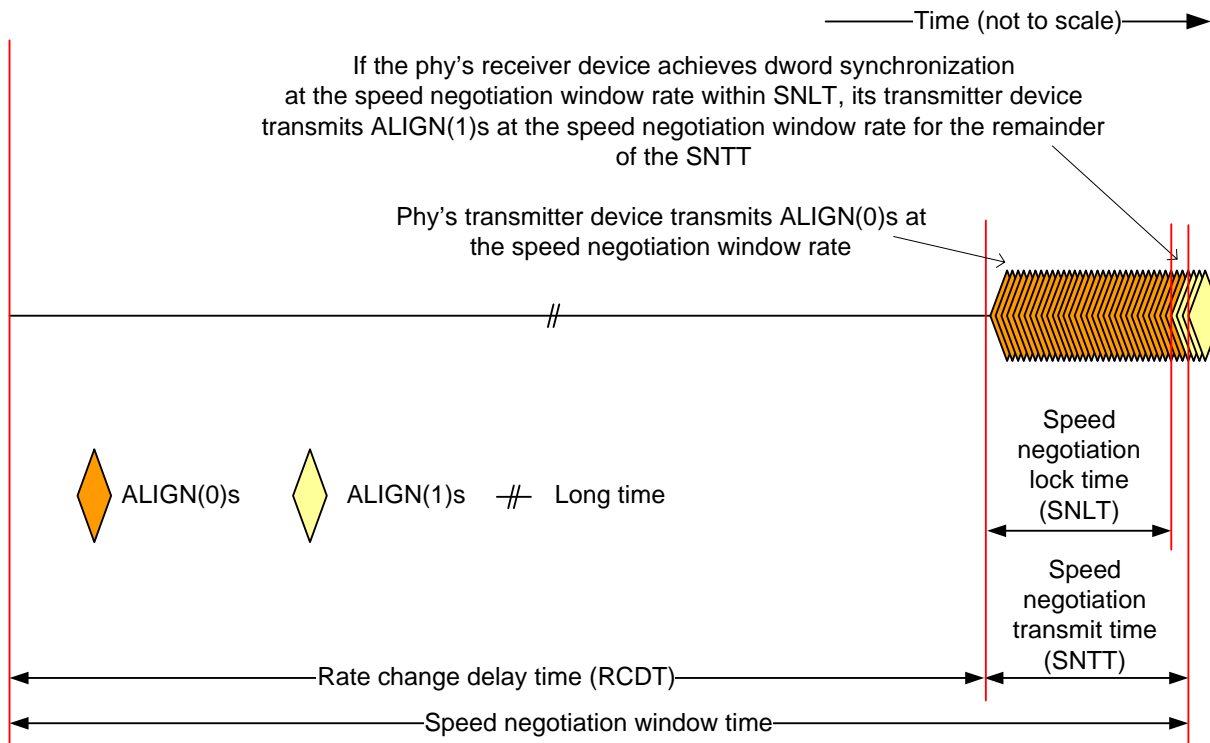 Time (not to scale)
If the phy's receiver device achieves dword synchronization
at the speed negotiation window rate within SNLT, its transmitter device
transmits ALIGN(1)s at the speed negotiation window rate for the remainder
of the SNTT
Phy's transmitter device transmits ALIGN(0)s at
the speed negotiation window rate
ALIGN(0)s
ALIGN(1)s
Long time
Speed
negotiation
lock time
(SNLT)
Speed
negotiation
transmit time
(SNTT)
Rate change delay time (RCDT)
Speed negotiation window time